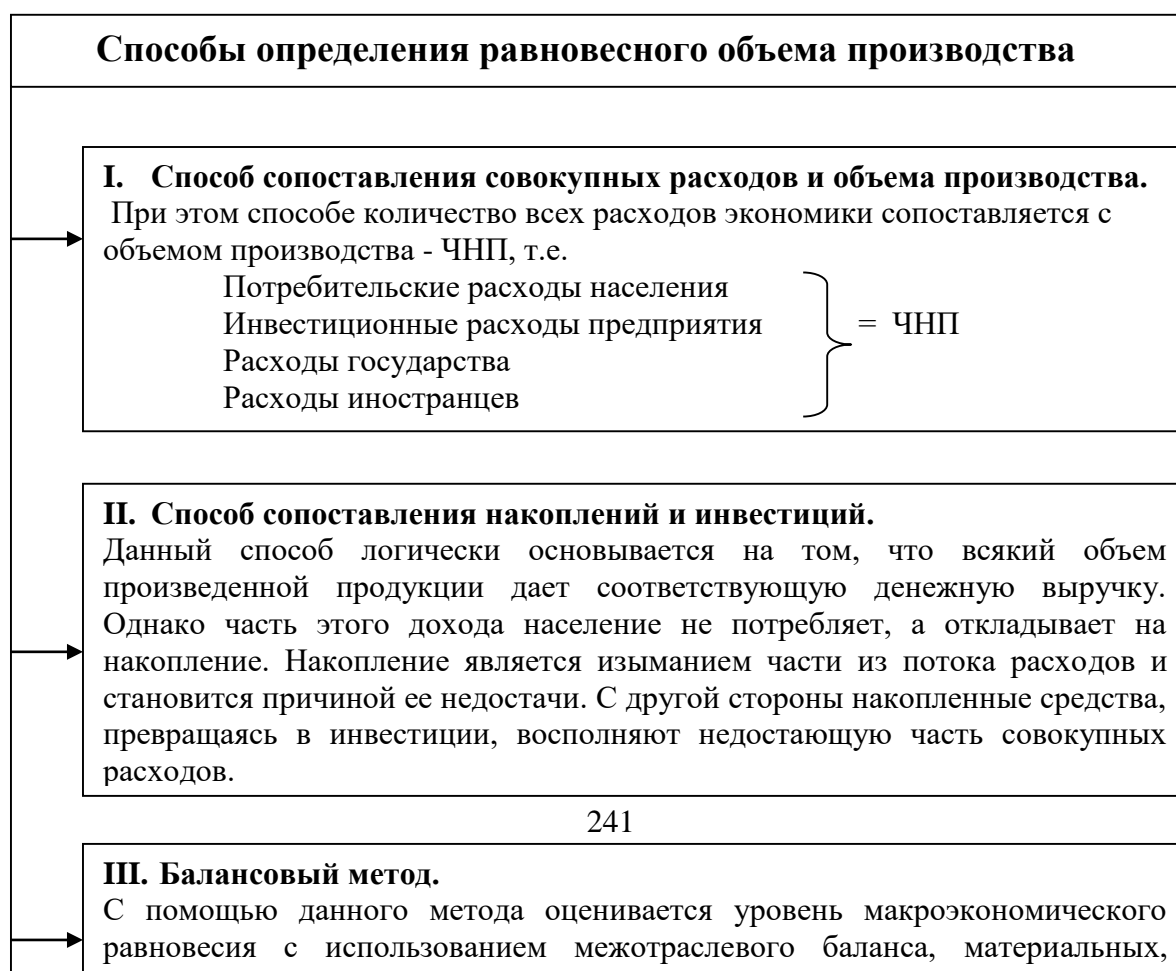 Способы определения равновесного объема производства
I. Способ сопоставления совокупных расходов и объема производства.
При этом способе количество всех расходов экономики сопоставляется с
объемом производства - ЧНП, т.е.
Потребительские расходы населения
Инвестиционные расходы предприятия = ЧНП
Расходы государства
Расходы иностранцев
II. Способ сопоставления накоплений и инвестиций.
Данный способ логически основывается на том, что всякий объем
произведенной продукции дает соответствующую денежную выручку.
Однако часть этого дохода население не потребляет, а откладывает на
накопление. Накопление является изыманием части из потока расходов и
становится причиной ее недостачи. С другой стороны накопленные средства,
превращаясь в инвестиции, восполняют недостающую часть совокупных
расходов.
241
III. Балансовый метод.
С помощью данного метода оценивается уровень макроэкономического
равновесия с использованием межотраслевого баланса, материальных,